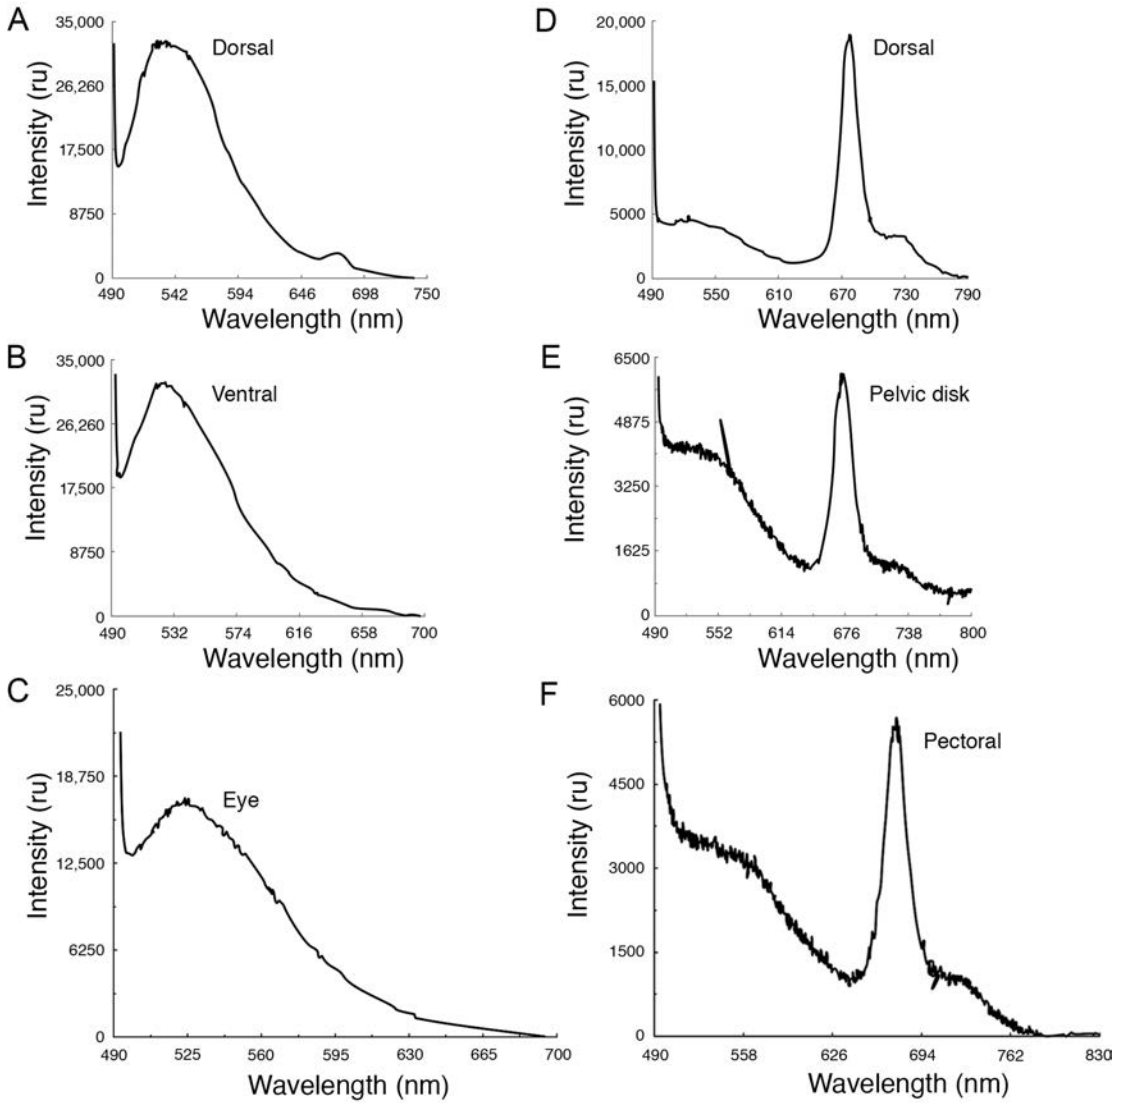 A
35,000
26,260
17,500
8750
0
Intensity (ru)
Dorsal
490 542 594 646 698 750
Wavelength (nm)
D
20,000
15,000
10,000
5000
0
Intensity (ru)
Dorsal
490 550 610 670 730 790
Wavelength (nm)
B
35,000
26,260
17,500
8750
0
Intensity (ru)
Ventral
490 532 574 616 658 700
Wavelength (nm)
E
6500
4875
3250
1625
0
Intensity (ru)
Pelvic disk
490 552 614 676 738 800
Wavelength (nm)
C
25,000
18,750
12,500
6250
0
Intensity (ru)
Eye
490 525 560 595 630 665 700
Wavelength (nm)
F
6000
4500
3000
1500
0
Intensity (ru)
Pectoral
490 558 626 694 762 830
Wavelength (nm)